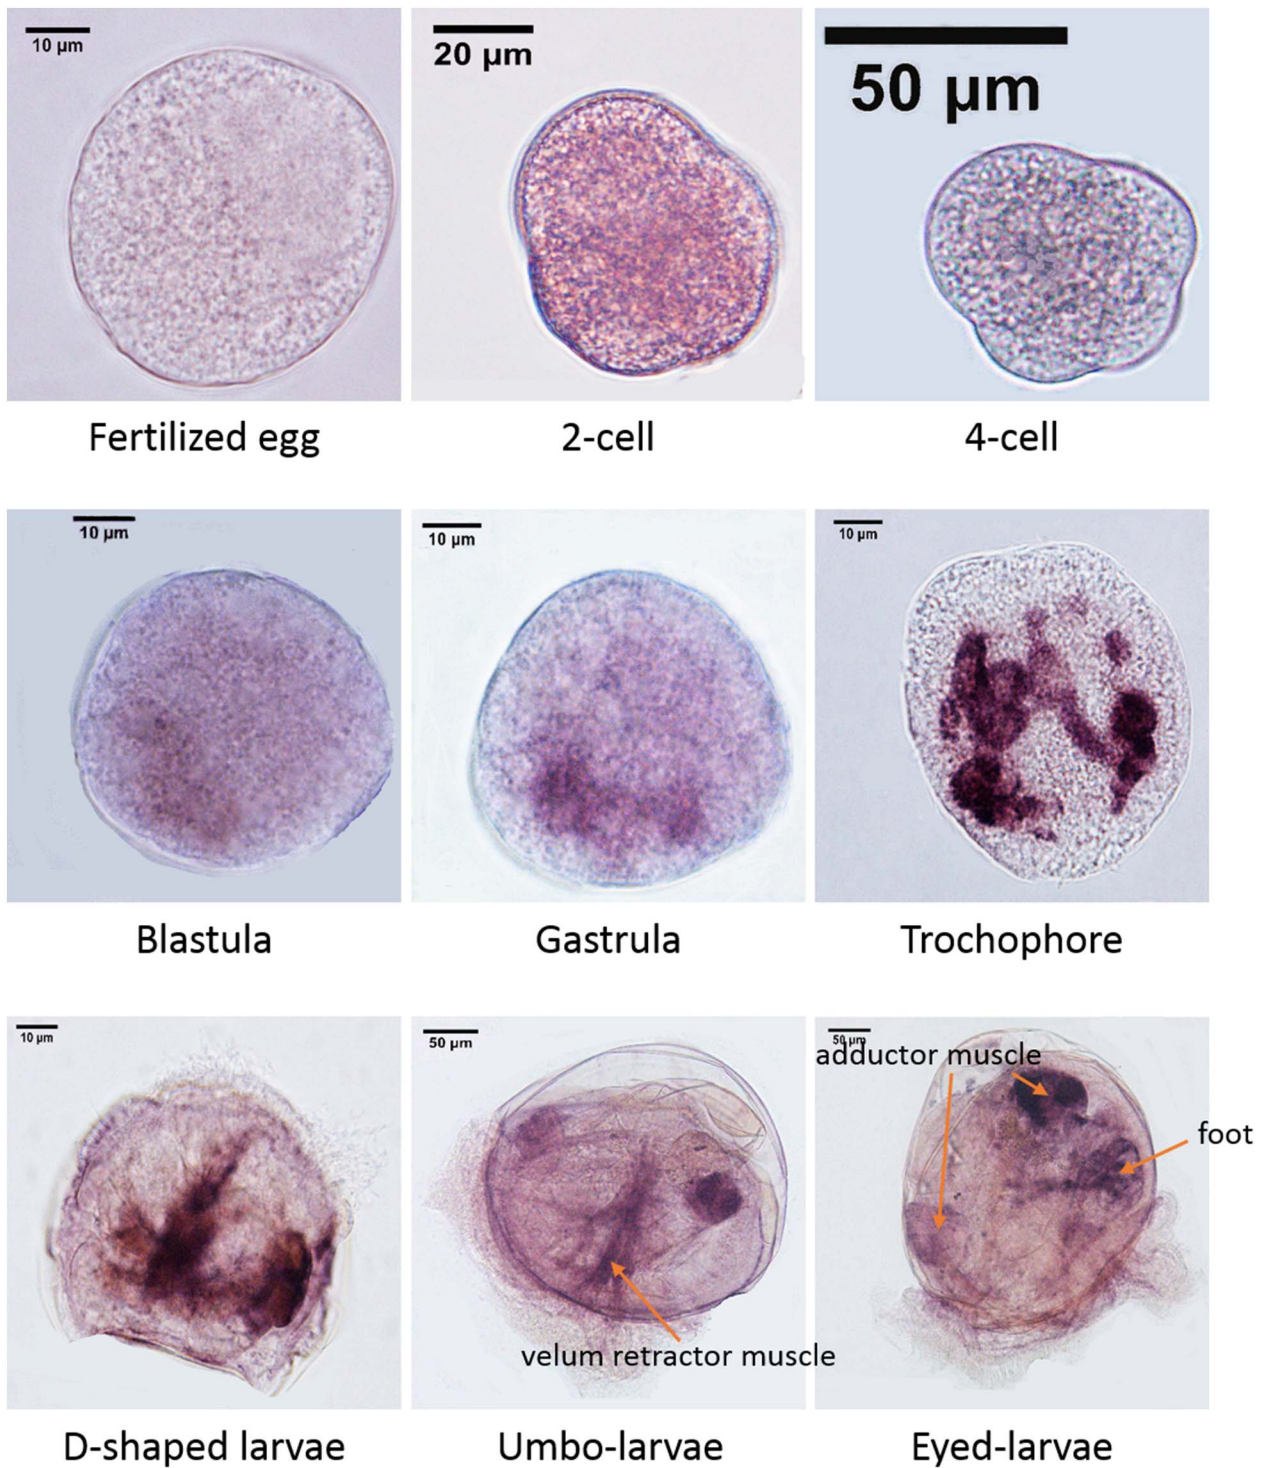 10 µm
20 µm
50 µm
Fertilized egg
2-cell
4-cell
10 µm
10 µm
10 µm
Blastula
Gastrula
Trochophore
10 µm
50 µm
50 µm
adductor muscle
foot
velum retractor muscle
D-shaped larvae
Umbo-larvae
Eyed-larvae